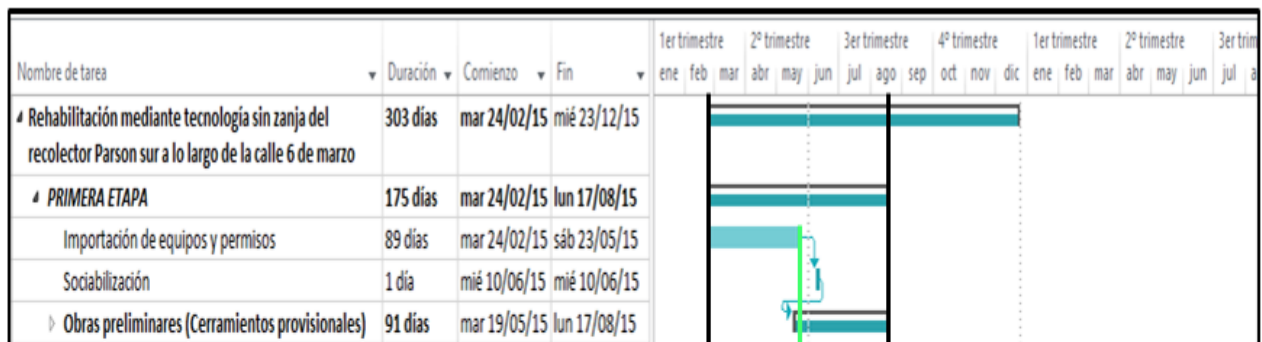 1er trimestre 2º trimestre 3er trimestre 4º trimestre 1er trimestre 2º trimestre 3er trim
Nombre de tarea Duración Comienzo Fin ene feb mar abr may jun jul ago sep oct nov dic ene feb mar abr may jun jul a
Rehabilitación mediante tecnología sin zanja del 303 días mar 24/02/15 mié 23/12/15
recolector Parson sur a lo largo de la calle 6 de marzo
PRIMERA ETAPA 175 días mar 24/02/15 lun 17/08/15
Importación de equipos y permisos 89 días mar 24/02/15 sáb 23/05/15
Sociabilización 1 día mié 10/06/15 mié 10/06/15
Obras preliminares (Cerramientos provisionales) 91 días mar 19/05/15 lun 17/08/15